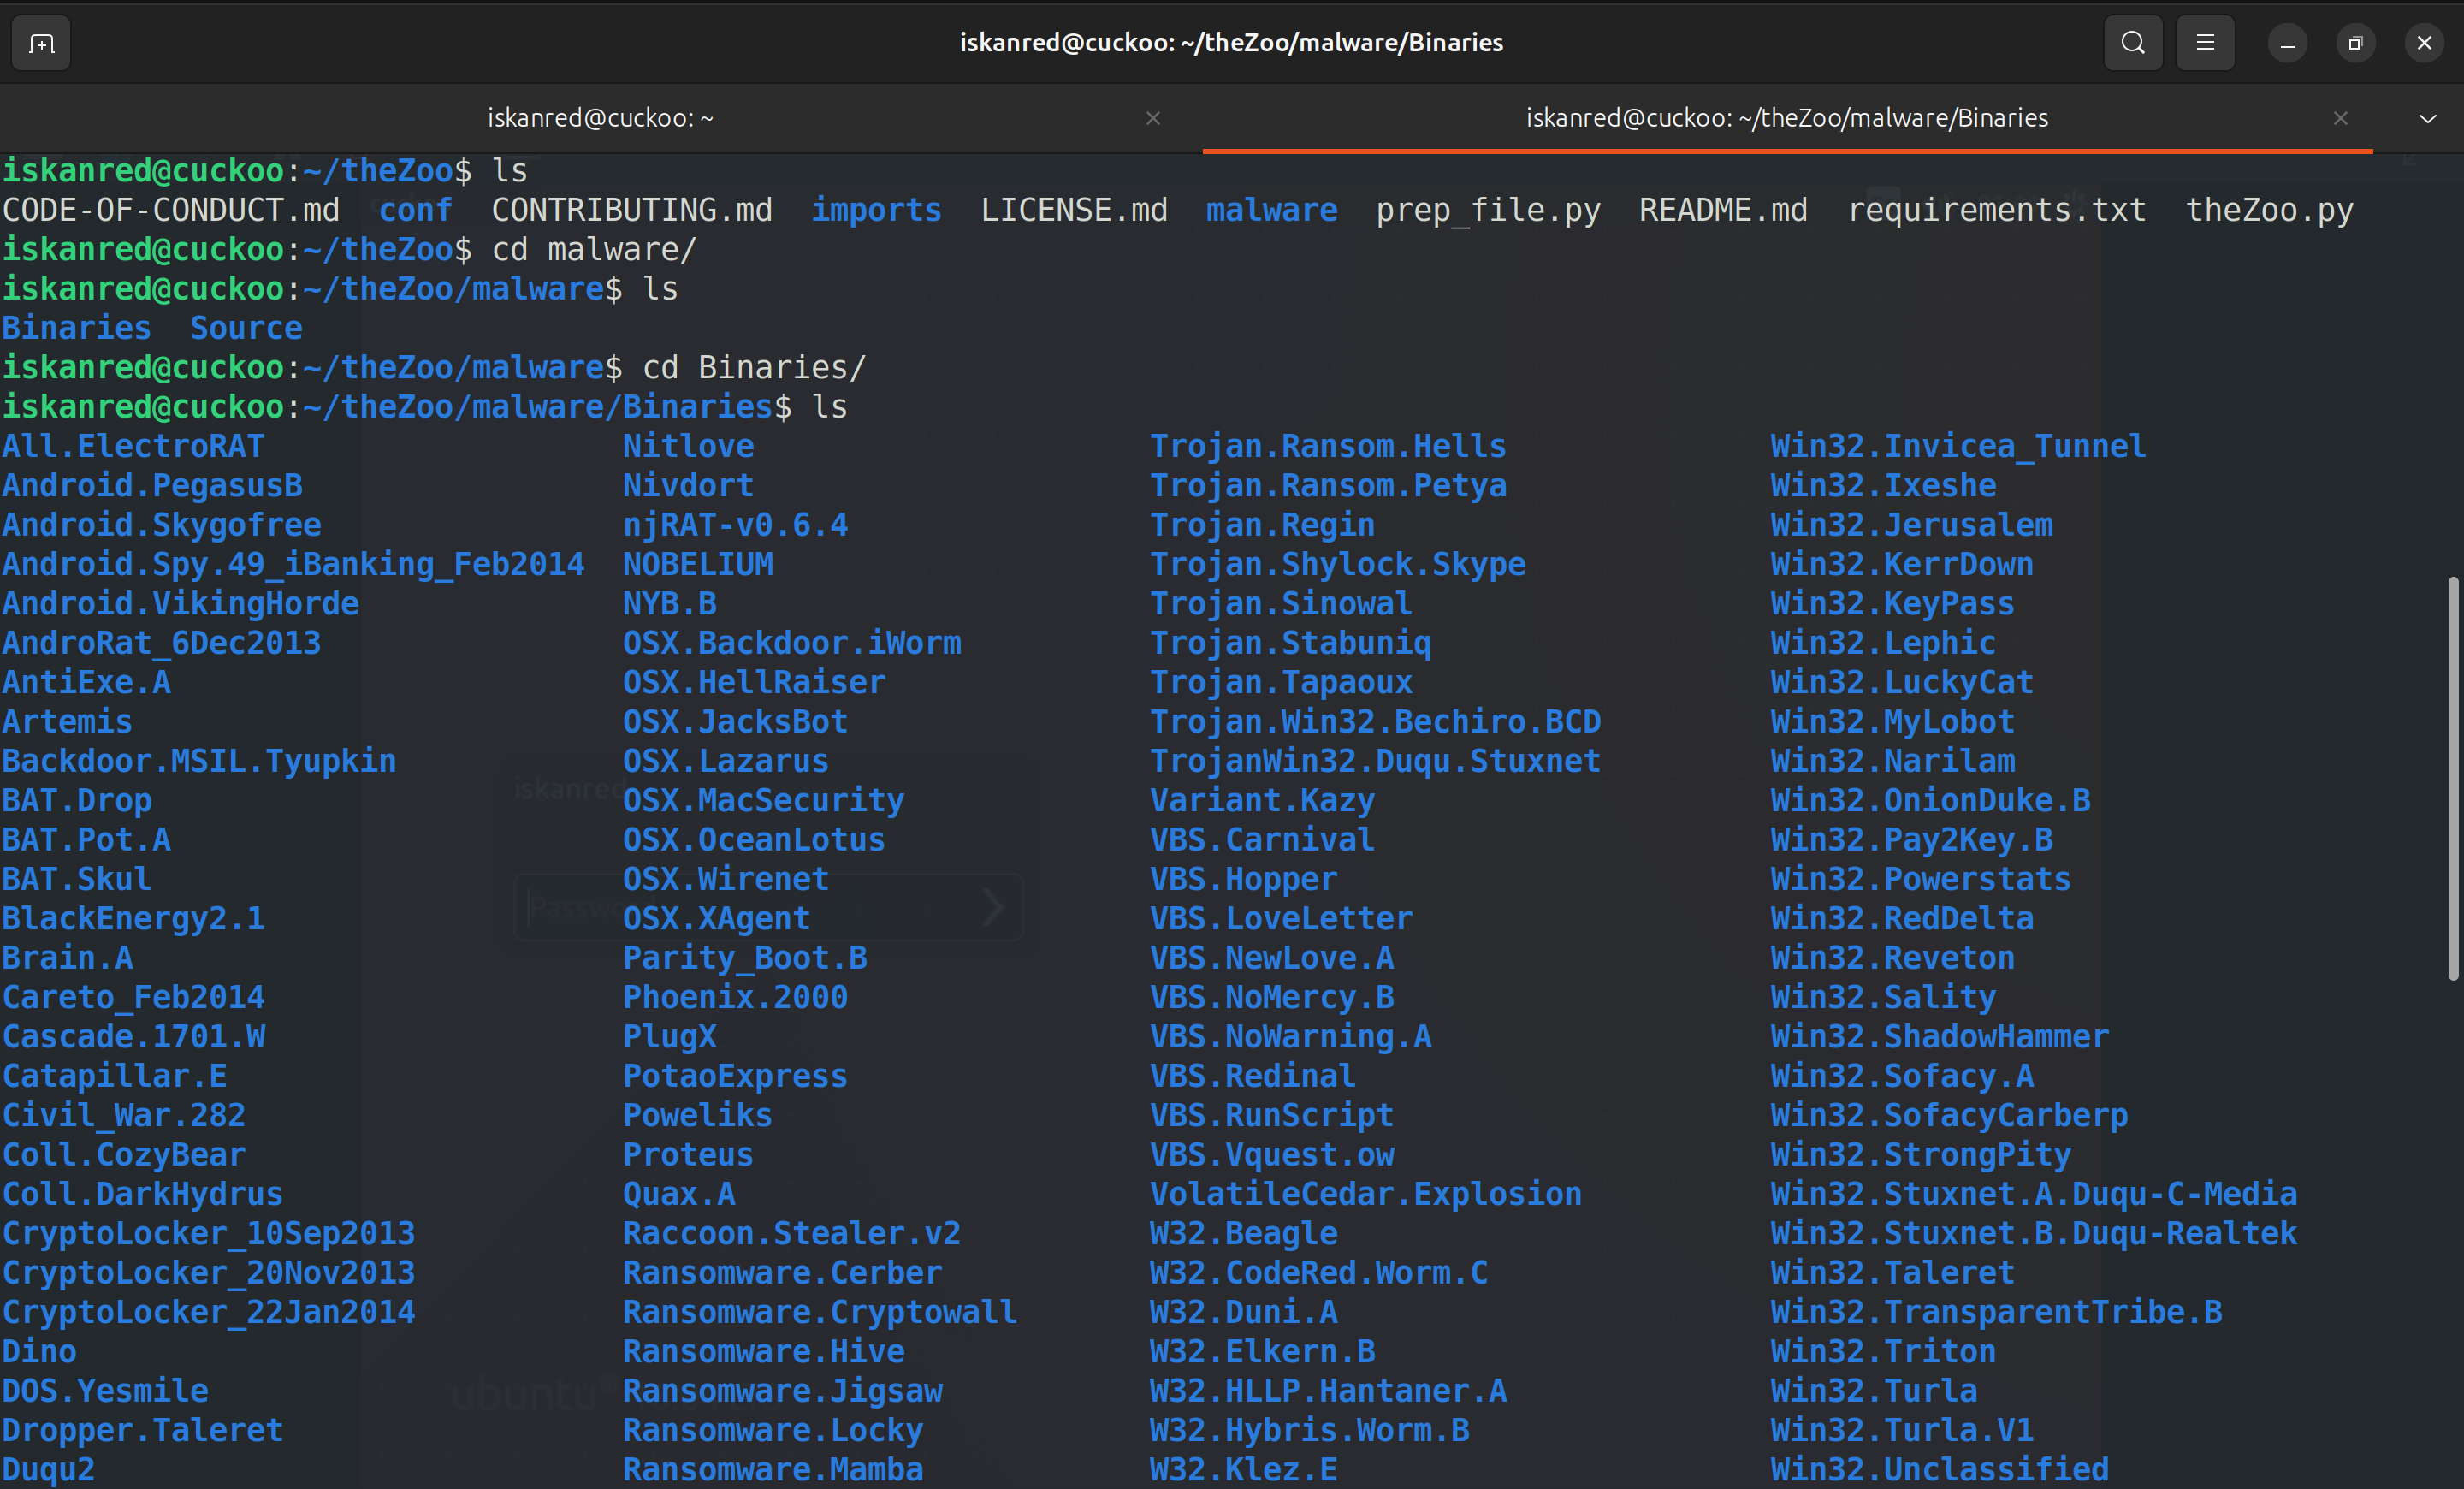 iskanred@cuckoo: ~/theZoo/malware/Binaries
iskanred@cuckoo: ~ iskanred@cuckoo: ~/theZoo/malware/Binaries
iskanred@cuckoo:~/theZoo$ ls
CODE-OF-CONDUCT.md conf CONTRIBUTING.md imports LICENSE.md malware prep_file.py README.md requirements.txt theZoo.py
iskanred@cuckoo:~/theZoo$ cd malware/
iskanred@cuckoo:~/theZoo/malware$ ls
Binaries Source
iskanred@cuckoo:~/theZoo/malware$ cd Binaries/
iskanred@cuckoo:~/theZoo/malware/Binaries$ ls
All.ElectroRAT Nitlove Trojan.Ransom.Hells Win32.Invicea_Tunnel
Android.PegasusB Nivdort Trojan.Ransom.Petya Win32.Ixeshe
Android.Skygofree njRAT-v0.6.4 Trojan.Regin Win32.Jerusalem
Android.Spy.49_iBanking_Feb2014 NOBELIUM Trojan.Shylock.Skype Win32.KerrDown
Android.VikingHorde NYB.B Trojan.Sinowal Win32.KeyPass
AndroRat_6Dec2013 OSX.Backdoor.iWorm Trojan.Stabuniq Win32.Lephic
AntiExe.A OSX.HellRaiser Trojan.Tapaoux Win32.LuckyCat
Artemis OSX.JacksBot Trojan.Win32.Bechiro.BCD Win32.MyLobot
Backdoor.MSIL.Tyupkin OSX.Lazarus TrojanWin32.Duqu.Stuxnet Win32.Narilam
BAT.Drop OSX.MacSecurity Variant.Kazy Win32.OnionDuke.B
BAT.Pot.A OSX.OceanLotus VBS.Carnival Win32.Pay2Key.B
BAT.Skul OSX.Wirenet VBS.Hopper Win32.Powerstats
BlackEnergy2.1 OSX.XAgent VBS.LoveLetter Win32.RedDelta
Brain.A Parity_Boot.B VBS.NewLove.A Win32.Reveton
Careto_Feb2014 Phoenix.2000 VBS.NoMercy.B Win32.Sality
Cascade.1701.W PlugX VBS.NoWarning.A Win32.ShadowHammer
Catapillar.E PotaoExpress VBS.Redinal Win32.Sofacy.A
Civil_War.282 Poweliks VBS.RunScript Win32.SofacyCarberp
Coll.CozyBear Proteus VBS.Vquest.ow Win32.StrongPity
Coll.DarkHydrus Quax.A VolatileCedar.Explosion Win32.Stuxnet.A.Duqu-C-Media
CryptoLocker_10Sep2013 Raccoon.Stealer.v2 W32.Beagle Win32.Stuxnet.B.Duqu-Realtek
CryptoLocker_20Nov2013 Ransomware.Cerber W32.CodeRed.Worm.C Win32.Taleret
CryptoLocker_22Jan2014 Ransomware.Cryptowall W32.Duni.A Win32.TransparentTribe.B
Dino Ransomware.Hive W32.Elkern.B Win32.Triton
DOS.Yesmile Ransomware.Jigsaw W32.HLLP.Hantaner.A Win32.Turla
Dropper.Taleret Ransomware.Locky W32.Hybris.Worm.B Win32.Turla.V1
Duqu2 Ransomware.Mamba W32.Klez.E Win32.Unclassified
iskanred
ubuntu